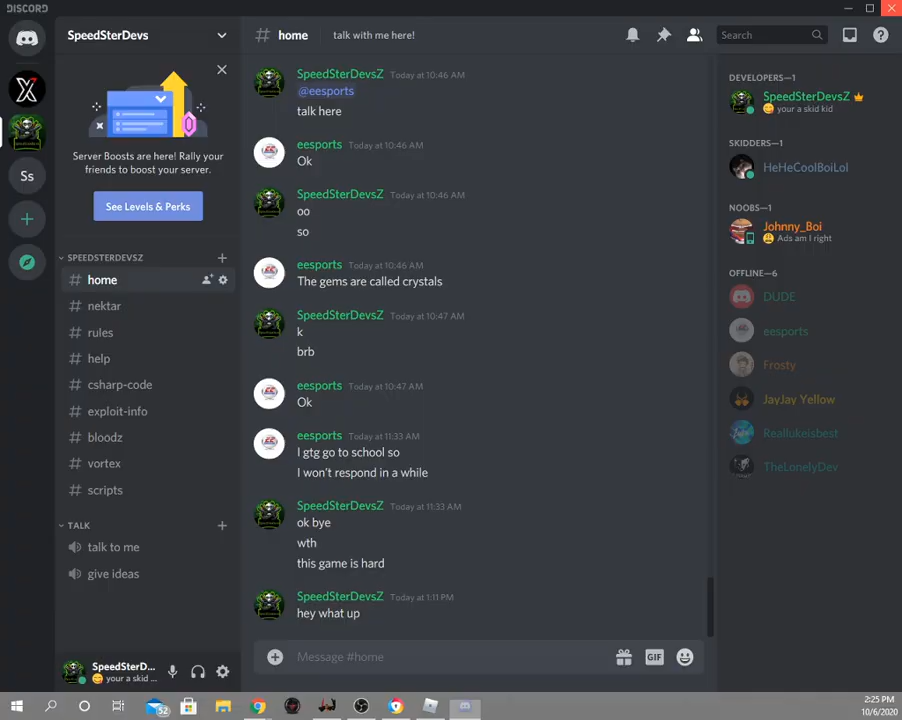 DISCORD
SpeedSterDevs
# home
talk with me here!
Search
Server Boosts are here! Rally your
friends to boost your server.
See Levels & Perks
SPEEDSTERDEVSZ
# home
# nektar
# rules
# help
# csharp-code
# exploit-info
# bloodz
# vortex
# scripts
TALK
talk to me
give ideas
Ss
SpeedSterD...
your a skid ...
SpeedSterDevsZ Today at 10:46 AM
@eesports
talk here
eesports Today at 10:46 AM
Ok
SpeedSterDevsZ Today at 10:46 AM
oo
so
eesports Today at 10:46 AM
The gems are called crystals
SpeedSterDevsZ Today at 10:47 AM
k
brb
eesports Today at 10:47 AM
Ok
eesports Today at 11:33 AM
I gtg go to school so
I won't respond in a while
SpeedSterDevsZ Today at 11:33 AM
ok bye
wth
this game is hard
SpeedSterDevsZ Today at 1:11 PM
hey what up
Message #home
GIF
DEVELOPERS—1
SpeedSterDevsZ
your a skid kid
SKIDDERS—1
HeHeCoolBoiLol
NOOBS—1
Johnny_Boi
Ads am I right
OFFLINE—6
DUDE
eesports
Frosty
JayJay Yellow
Reallukeisbest
TheLonelyDev
52
2:25 PM
10/6/2020